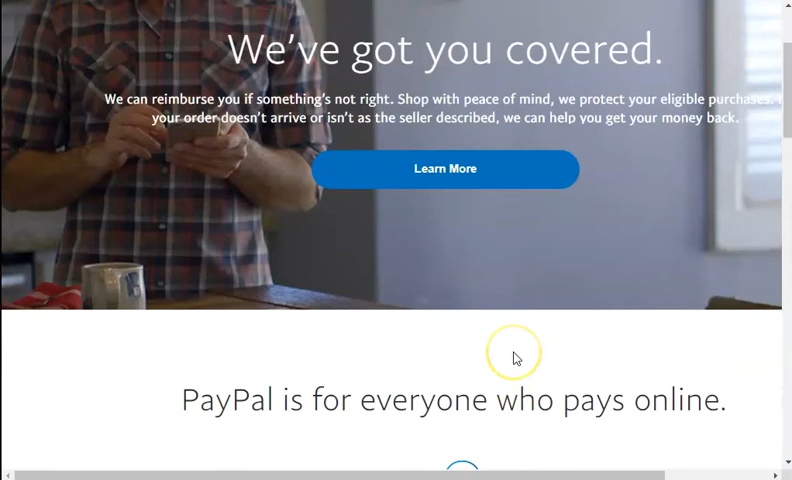 We've got you covered.
We can reimburse you if something's not right. Shop with peace of mind, we protect your eligible purchases.
your order doesn't arrive or isn't as the seller described, we can help you get your money back.
Learn More
PayPal is for everyone who pays online.